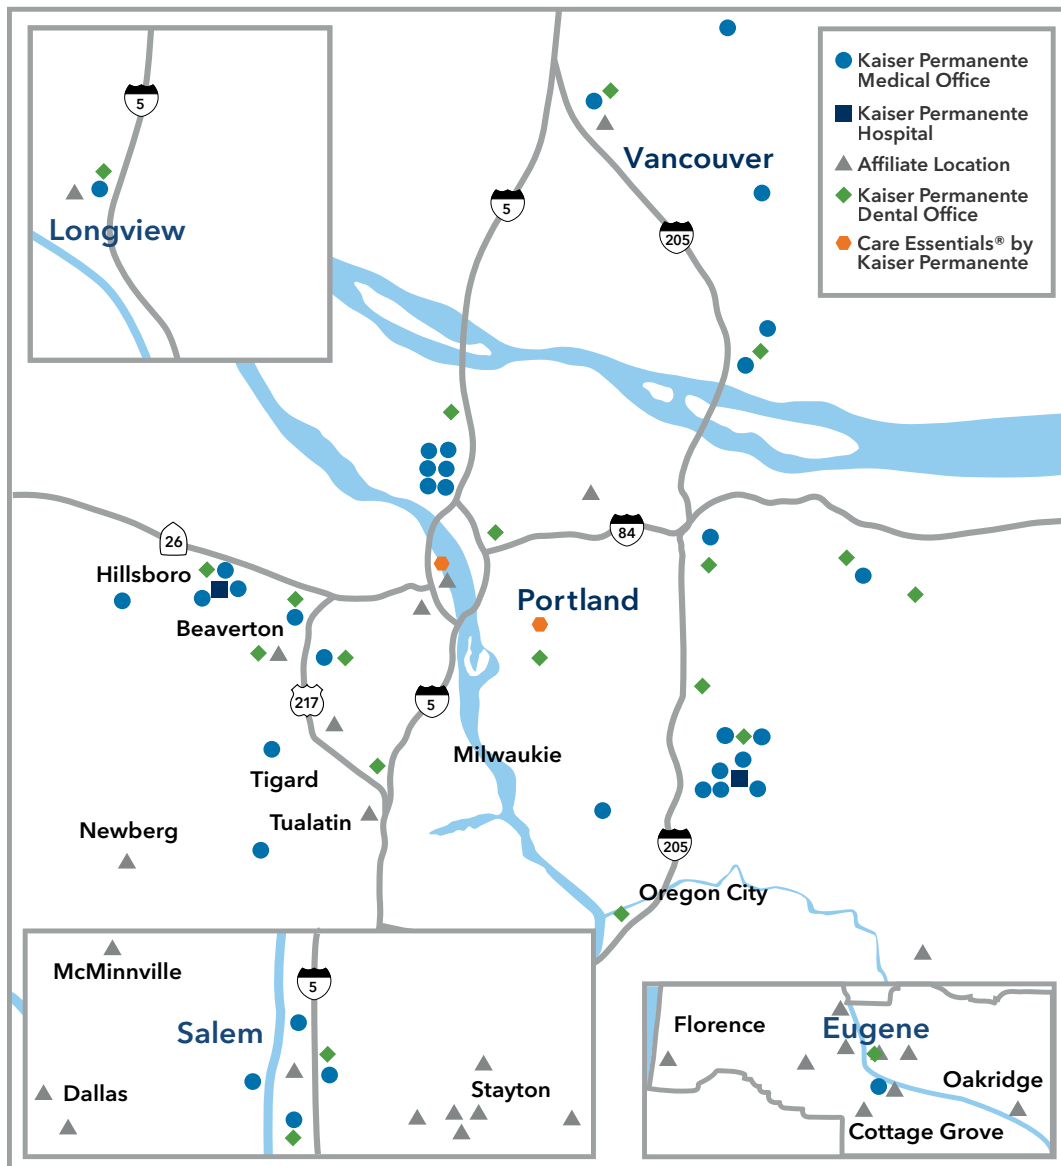 5
Longview
Kaiser Permanente
Medical Office
Kaiser Permanente
Hospital
Affiliate Location
Kaiser Permanente
Dental Office
Care Essentials® by
Kaiser Permanente
Vancouver
5
205
26
84
Hillsboro
Portland
Beaverton
217
5
Milwaukie
Tigard
Tualatin
Newberg
205
Oregon City
McMinnville
5
Salem
Dallas
Stayton
Florence
Eugene
Oakridge
Cottage Grove